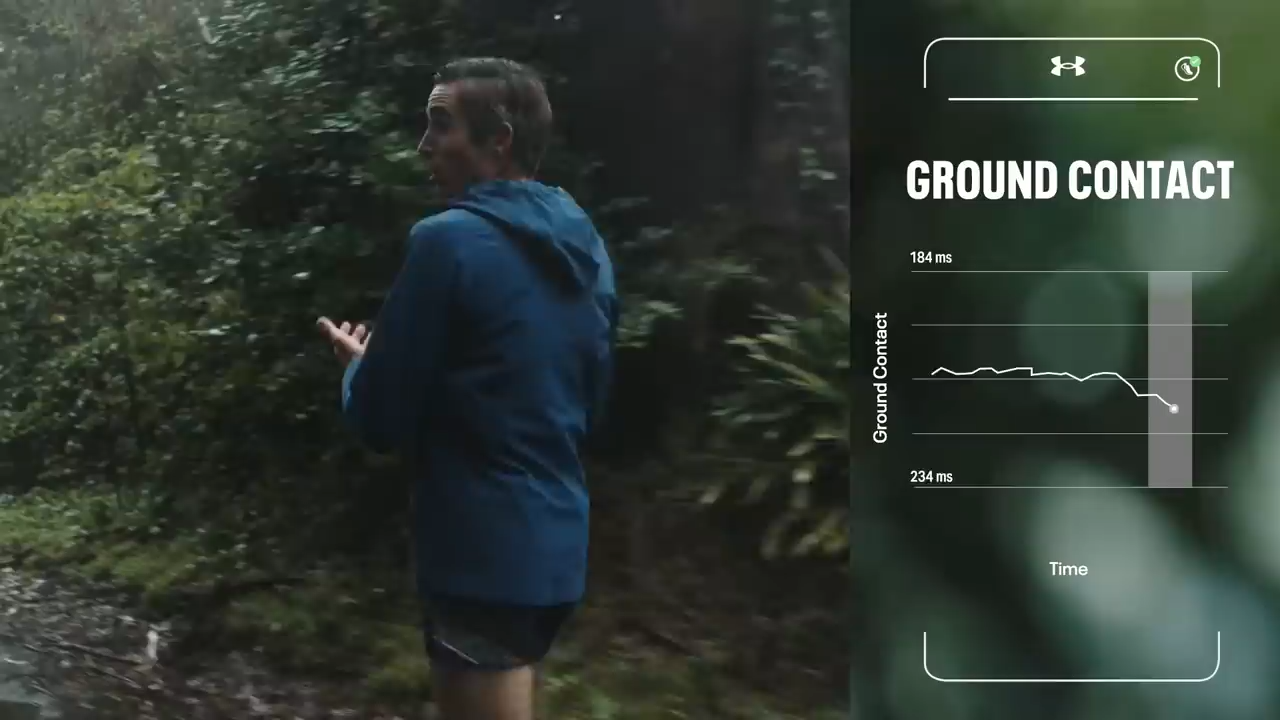 GROUND CONTACT
184 ms
Ground Contact
234 ms
Time